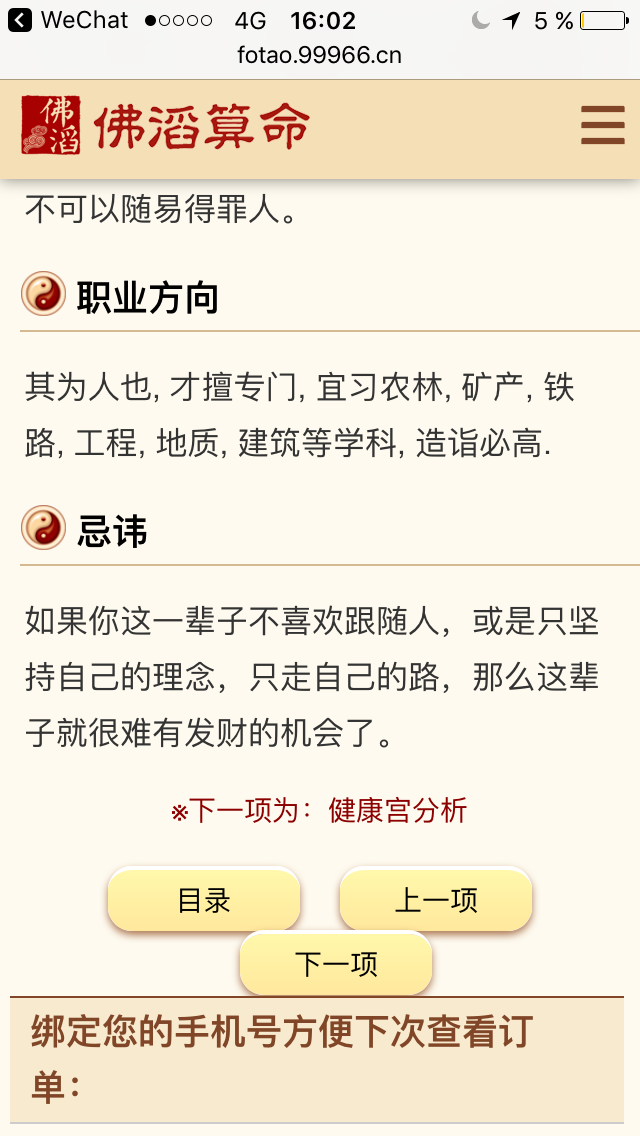 WeChat 4G 16:02 5 %
fotao.99966.cn
佛滔 佛滔算命
不可以随易得罪人。
职业方向
其为人也, 才擅专门, 宜习农林, 矿产, 铁
路, 工程, 地质, 建筑等学科, 造诣必高.
忌讳
如果你这一辈子不喜欢跟随人，或是只坚
持自己的理念，只走自己的路，那么这辈
子就很难有发财的机会了。
※下一项为：健康宫分析
目录 上一项
下一项
绑定您的手机号方便下次查看订
单：